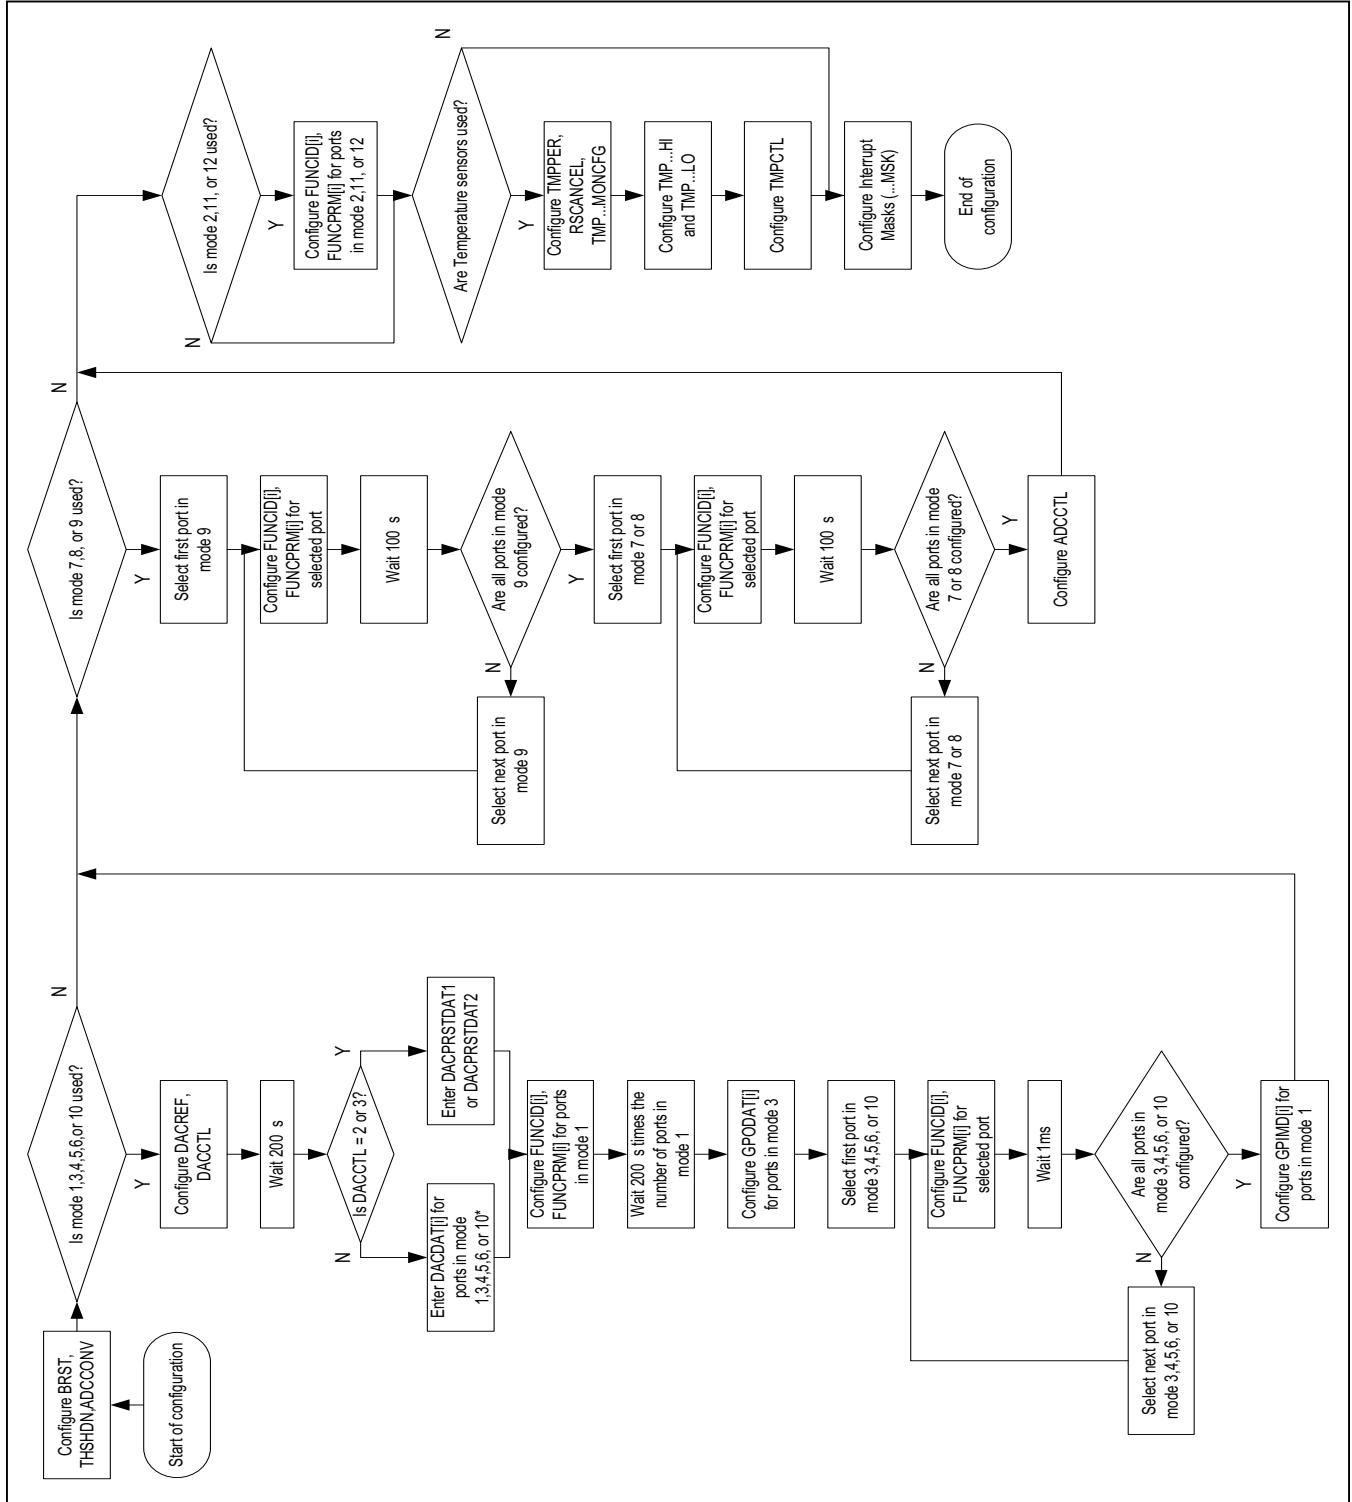 Start of configuration
Configure BRST,
THSHDN,ADCCONV
Is mode 1,3,4,5,6,or 10 used?
N
Y
Configure DACREF,
DACCTL
Wait 200 s
Is DACCTL = 2 or 3?
N
Y
Enter DACDAT[i] for
ports in mode
1,3,4,5,6, or 10*
Enter DACPRSTDAT1
or DACPRSTDAT2
Configure FUNCID[i],
FUNCPRM[i] for ports
in mode 1
Wait 200 s times the
number of ports in
mode 1
Configure GPODAT[i]
for ports in mode 3
Select first port in
mode 3,4,5,6, or 10
Configure FUNCID[i],
FUNCPRM[i] for
selected port
Wait 1ms
Are all ports in
mode 3,4,5,6, or 10
configured?
N
Y
Select next port in
mode 3,4,5,6, or 10
Configure GPIMD[i] for
ports in mode 1
Is mode 7,8, or 9 used?
N
Y
Select first port in
mode 9
Configure FUNCID[i],
FUNCPRM[i] for
selected port
Wait 100 s
Are all ports in mode
9 configured?
N
Y
Select next port in
mode 9
Select first port in
mode 7 or 8
Configure FUNCID[i],
FUNCPRM[i] for
selected port
Wait 100 s
Are all ports in mode
7 or 8 configured?
N
Y
Select next port in
mode 7 or 8
Configure ADCCTL
Is mode 2,11, or 12 used?
N
Y
Configure FUNCID[i],
FUNCPRM[i] for ports
in mode 2,11, or 12
Are Temperature sensors used?
N
Y
Configure TMPPER,
RSCANCEL,
TMP...MONCFG
Configure TMP...HI
and TMP...LO
Configure TMPCTL
Configure Interrupt
Masks (...MSK)
End of
configuration